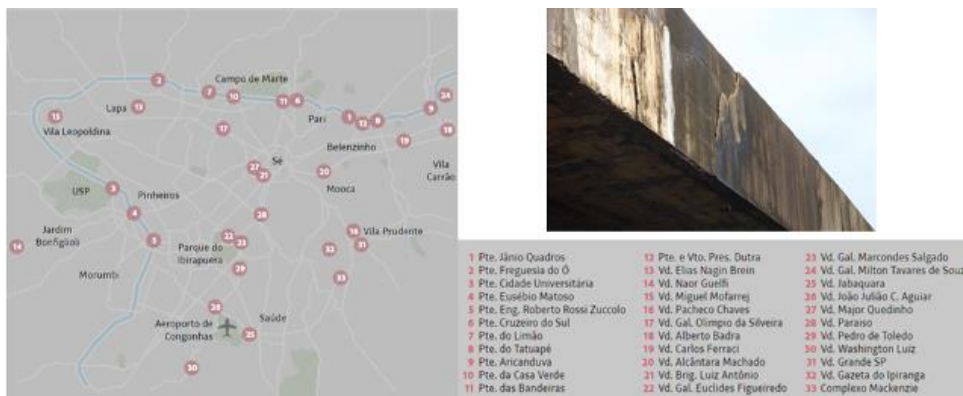 Campo de Marte
Lapa
Pari
Vila Leopoldina
Belenzinho
Sé
Vila
Carrão
USP
Pinheiros
Mooca
Jardim
Bonfiglioli
Vila Prudente
Parque do
Ibirapuera
Morumbi
Aeroporto de
Congonhas
Saúde
1 Pte. Jânio Quadros
2 Pte. Freguesia do Ó
3 Pte. Cidade Universitária
4 Pte. Eusébio Matoso
5 Pte. Eng. Roberto Rossi Zuccolo
6 Pte. Cruzeiro do Sul
7 Pte. do Limão
8 Pte. do Tatuapé
9 Pte. Aricanduva
10 Pte. da Casa Verde
11 Pte. das Bandeiras
12 Pte. e Vto. Pres. Dutra
13 Vd. Elias Nagin Brein
14 Vd. Naor Guelfi
15 Vd. Miguel Mofarrej
16 Vd. Pacheco Chaves
17 Vd. Gal. Olimpio da Silveira
18 Vd. Alberto Badra
19 Vd. Carlos Ferraci
20 Vd. Alcântara Machado
21 Vd. Brig. Luiz Antônio
22 Vd. Gal. Euclides Figueiredo
23 Vd. Gal. Marcondes Salgado
24 Vd. Gal. Milton Tavares de Souz
25 Vd. Jabaquara
26 Vd. João Julião C. Aguiar
27 Vd. Major Quedinho
28 Vd. Paraiso
29 Vd. Pedro de Toledo
30 Vd. Washington Luiz
31 Vd. Grande SP
32 Vd. Gazeta do Ipiranga
33 Complexo Mackenzie